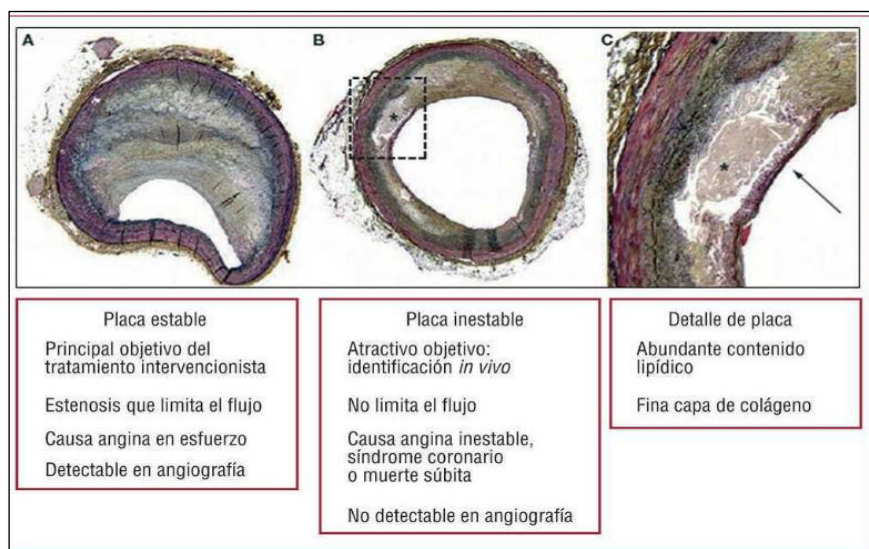 A
B
C
*
*
Placa estable
Principal objetivo del
tratamiento intervencionista
Estenosis que limita el flujo
Causa angina en esfuerzo
Detectable en angiografía
Placa inestable
Atractivo objetivo:
identificación in vivo
No limita el flujo
Causa angina inestable,
síndrome coronario
o muerte súbita
No detectable en angiografía
Detalle de placa
Abundante contenido
lipídico
Fina capa de colágeno